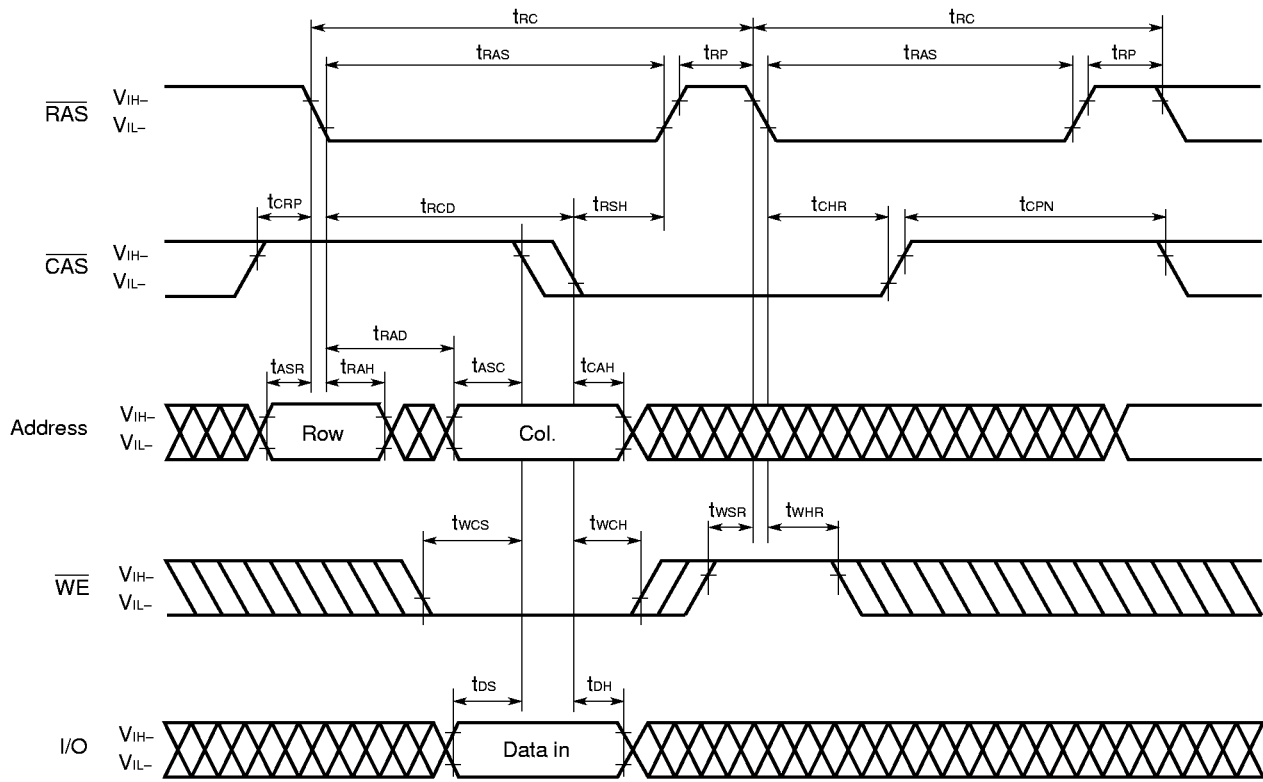 tRC tRC
tRAS tRP tRAS tRP
RAS VIH– VIL–
tCRP tRCD tRSH tCHR tCPN
CAS VIH– VIL–
tRAD
tASR tRAH tASC tCAH
Address VIH– VIL– Row Col.
tWCS tWCH tWSR tWHR
WE VIH– VIL–
tDS tDH
I/O VIH– VIL– Data in